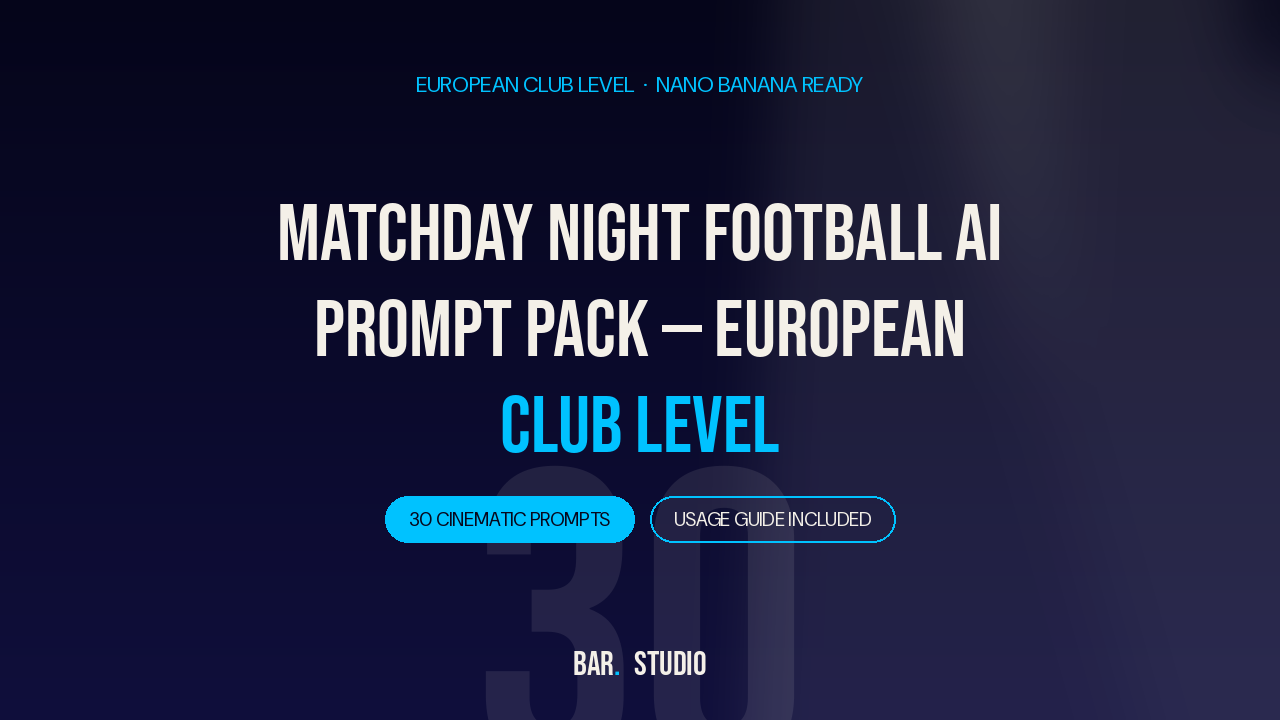 EUROPEAN CLUB LEVEL · NANO BANANA READY
MATCHDAY NIGHT FOOTBALL AI
PROMPT PACK — EUROPEAN
CLUB LEVEL
30
30 CINEMATIC PROMPTS
USAGE GUIDE INCLUDED
BAR. STUDIO